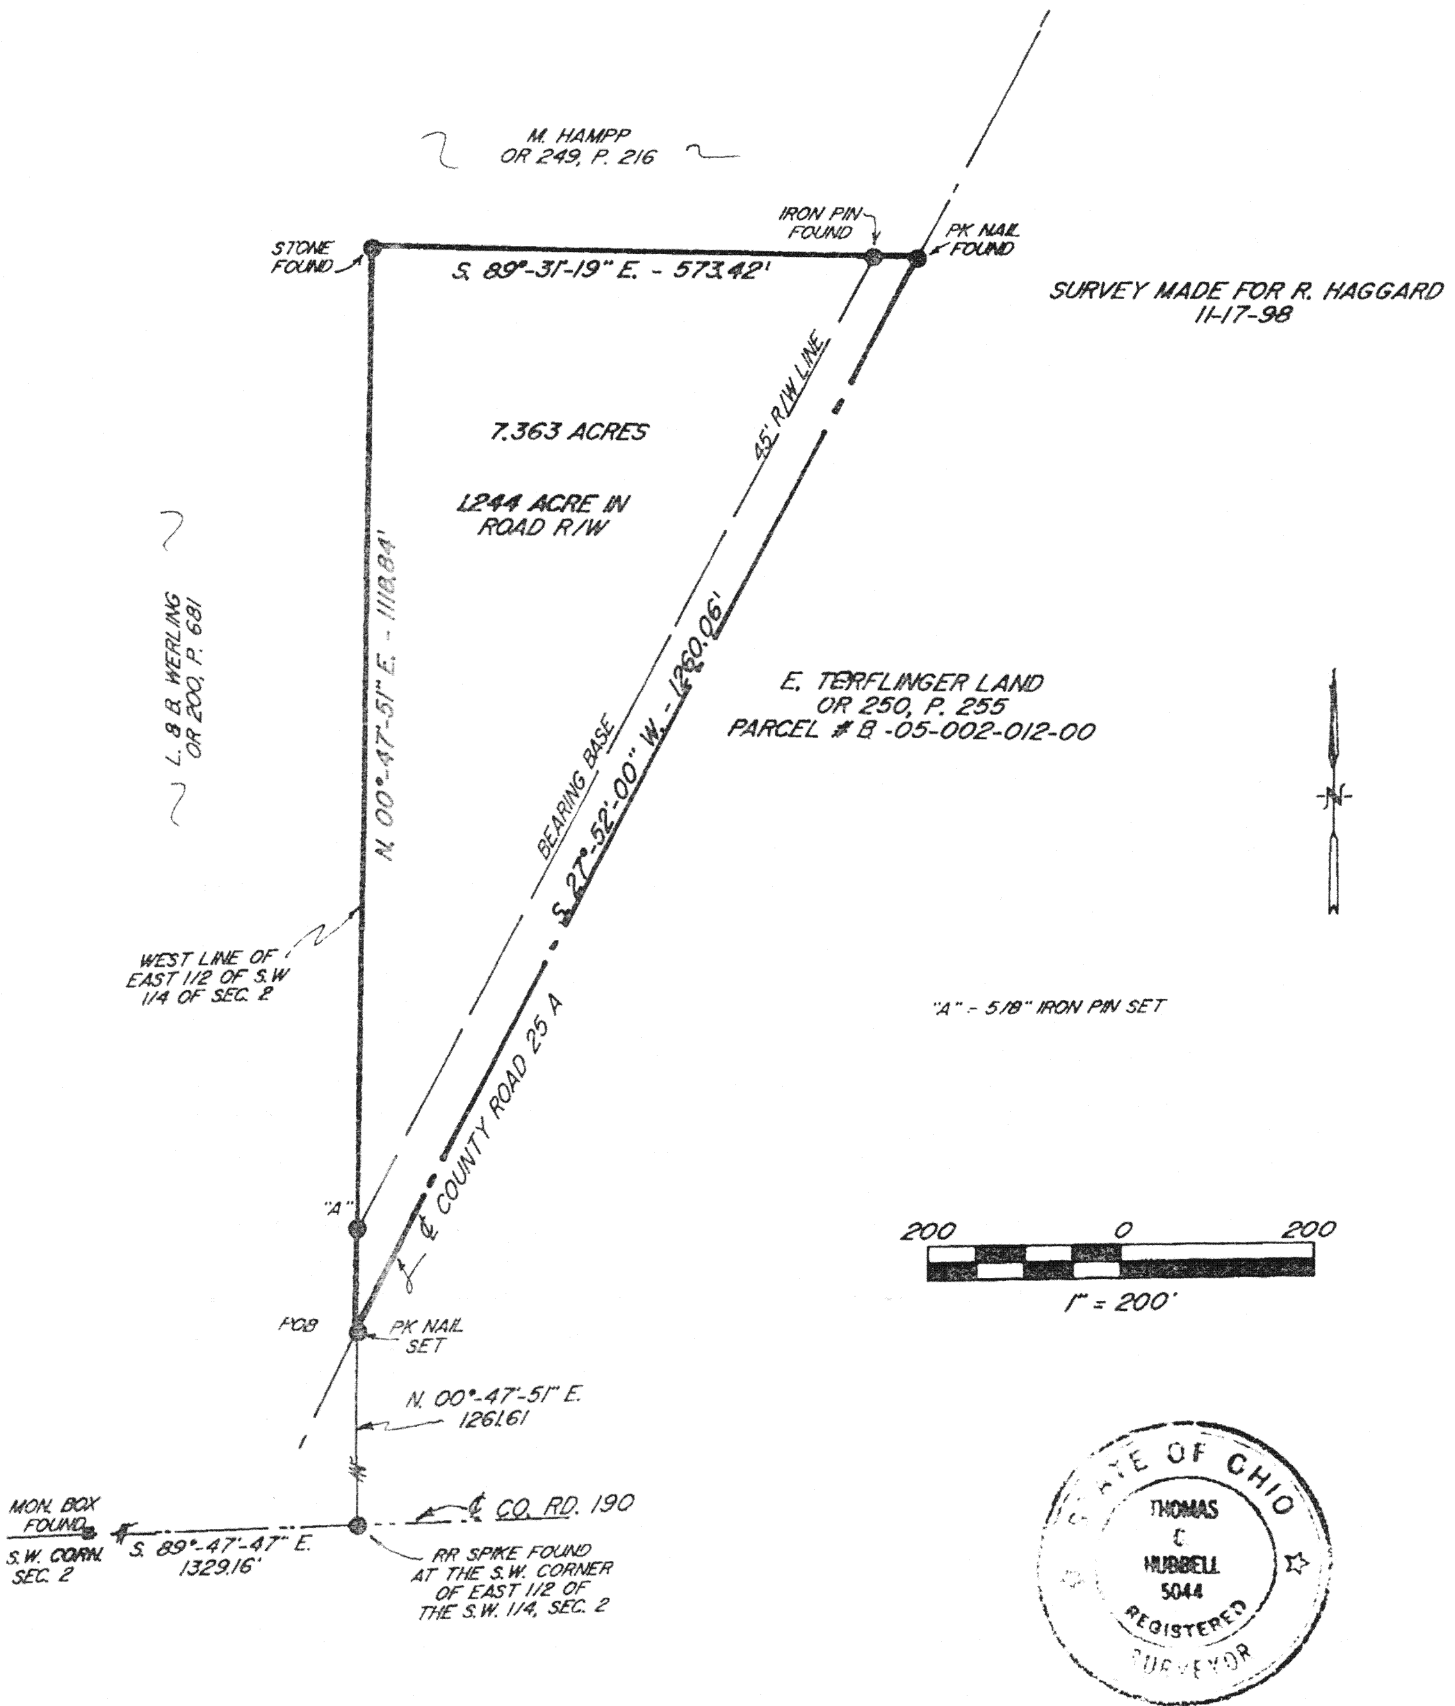 M. HAMPP
OR 249, P. 216
IRON PIN
FOUND
PK NAIL
FOUND
STONE
FOUND
S. 89°-31'-19" E. - 573.42'
SURVEY MADE FOR R. HAGGARD
11-17-98
45' R/W LINE
7.363 ACRES
1.244 ACRE IN
ROAD R/W
N. 00°-47'-51" E. - 1118.84'
L. & B. WERLING
OR 200, P. 681
S. 27°-52'-00" W. - 1260.06'
BEARING BASE
E. TERFLINGER LAND
OR 250, P. 255
PARCEL # B -05-002-012-00
N
WEST LINE OF
EAST 1/2 OF S.W
1/4 OF SEC. 2
"A" - 5/8" IRON PIN SET
℄ COUNTY ROAD 25 A
"A"
200 0 200
1" = 200'
POB
PK NAIL
SET
N. 00°-47'-51" E.
1261.61
MON. BOX
FOUND
S.W. CORN.
SEC. 2
S. 89°-47'-47" E.
1329.16'
℄ CO. RD. 190
RR SPIKE FOUND
AT THE S.W. CORNER
OF EAST 1/2 OF
THE S.W. 1/4, SEC. 2
STATE OF OHIO
THOMAS
C
HUBBELL
5044
REGISTERED
SURVEYOR